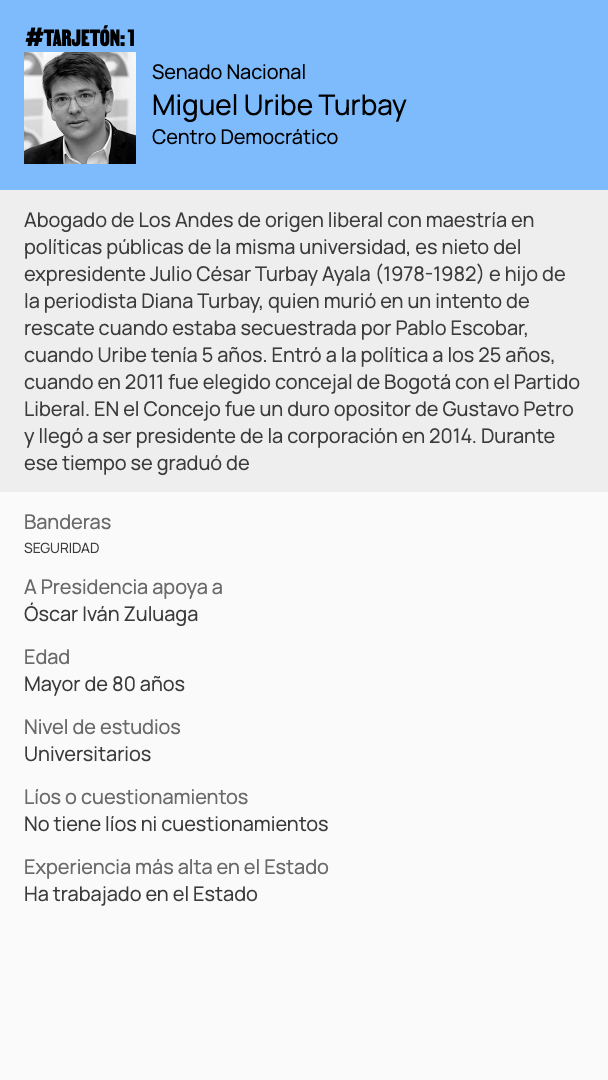 #TARJETÓN: 1
Senado Nacional
Miguel Uribe Turbay
Centro Democrático
Abogado de Los Andes de origen liberal con maestría en
políticas públicas de la misma universidad, es nieto del
expresidente Julio César Turbay Ayala (1978-1982) e hijo de
la periodista Diana Turbay, quien murió en un intento de
rescate cuando estaba secuestrada por Pablo Escobar,
cuando Uribe tenía 5 años. Entró a la política a los 25 años,
cuando en 2011 fue elegido concejal de Bogotá con el Partido
Liberal. EN el Concejo fue un duro opositor de Gustavo Petro
y llegó a ser presidente de la corporación en 2014. Durante
ese tiempo se graduó de
Banderas
SEGURIDAD
A Presidencia apoya a
Óscar Iván Zuluaga
Edad
Mayor de 80 años
Nivel de estudios
Universitarios
Líos o cuestionamientos
No tiene líos ni cuestionamientos
Experiencia más alta en el Estado
Ha trabajado en el Estado